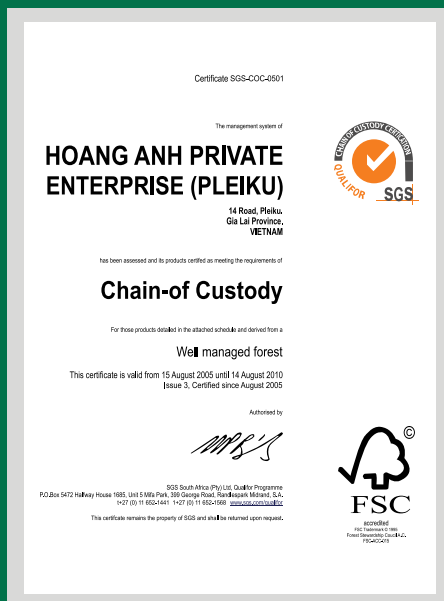 Certificate SGS-COC-0501
The management system of
HOANG ANH PRIVATE
ENTERPRISE (PLEIKU)
14 Road, Pleiku.
Gia Lai Province,
VIETNAM
has been assessed and its products certifed as meeting the requirements of
Chain-of Custody
For those products detailed in the attached schedule and derived from a
Well managed forest
This certificate is valid from 15 August 2005 until 14 August 2010
Issue 3, Certified since August 2005
Authorised by
SGS South Africa (Pty) Ltd, Qualifor Programme
P.O.Box 5472 Halfway House 1685, Unit 5 Mifa Park, 399 George Road, Randjespark Midrand, S.A.
t+27 (0) 11 652-1441 1+27 (0) 11 652-1568 www.sgs.com/qualifor
This certificate remains the property of SGS and shall be returned upon request.
CHAIN OF CUSTODY CERTIFICATION
QUALIFOR
SGS
©
FSC
accredited
FSC Trademark © 1995
Forest Stewardship Council A.C.
FSC-ACC-015